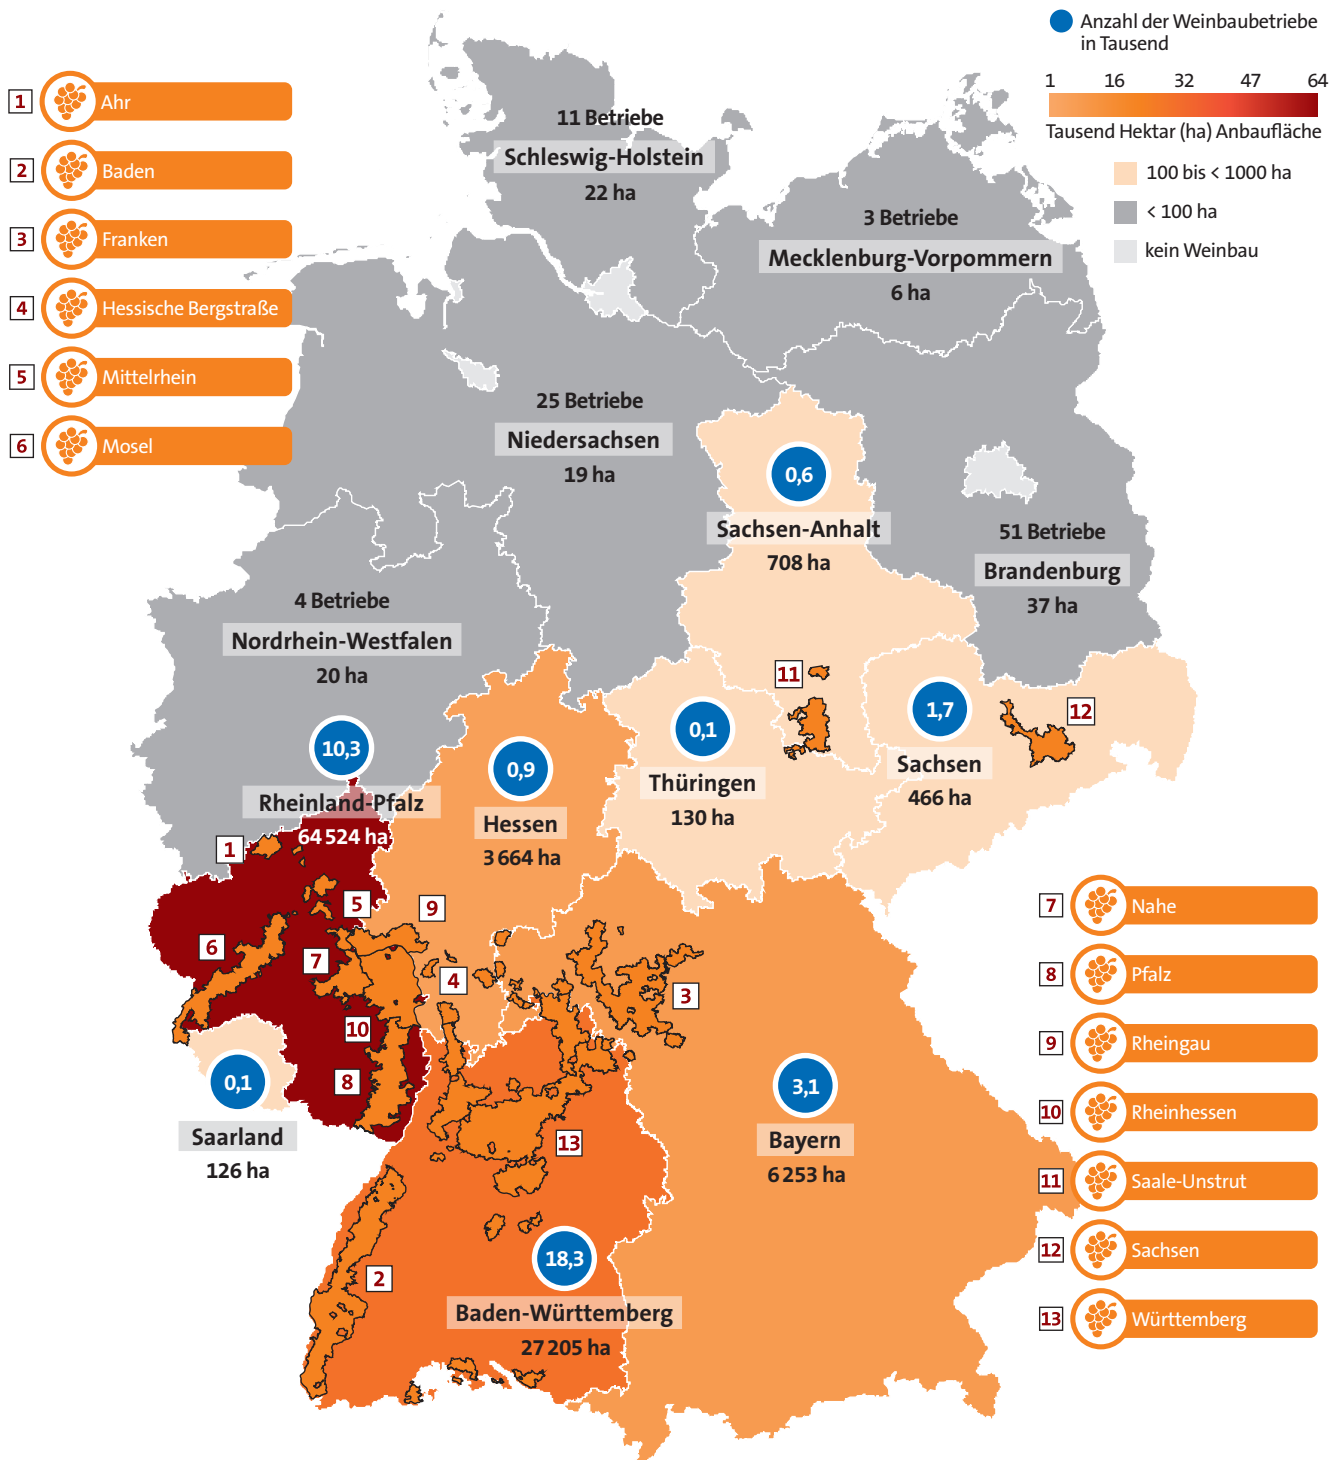 Anzahl der Weinbaubetriebe
in Tausend
1 16 32 47 64
Tausend Hektar (ha) Anbaufläche
100 bis < 1000 ha
< 100 ha
kein Weinbau
1 Ahr
2 Baden
3 Franken
4 Hessische Bergstraße
5 Mittelrhein
6 Mosel
11 Betriebe
Schleswig-Holstein
22 ha
3 Betriebe
Mecklenburg-Vorpommern
6 ha
25 Betriebe
Niedersachsen
19 ha
0,6
Sachsen-Anhalt
708 ha
51 Betriebe
Brandenburg
37 ha
4 Betriebe
Nordrhein-Westfalen
20 ha
10,3
Rheinland-Pfalz
64 524 ha
0,9
Hessen
3 664 ha
0,1
Thüringen
130 ha
11
1,7
Sachsen
466 ha
12
1
5
9
6
7
4
3
10
8
0,1
Saarland
126 ha
13
3,1
Bayern
6 253 ha
2
18,3
Baden-Württemberg
27 205 ha
7 Nahe
8 Pfalz
9 Rheingau
10 Rheinhessen
11 Saale-Unstrut
12 Sachsen
13 Württemberg